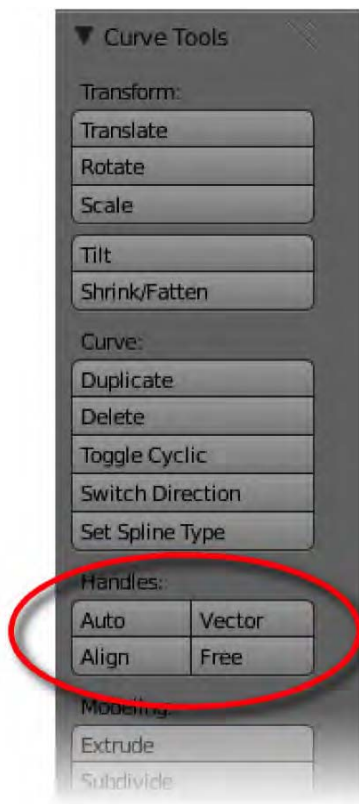 Curve Tools
Transform:
Translate
Rotate
Scale
Tilt
Shrink/Fatten
Curve:
Duplicate
Delete
Toggle Cyclic
Switch Direction
Set Spline Type
Handles:
Auto Vector
Align Free
Modeling:
Extrude
Subdivide